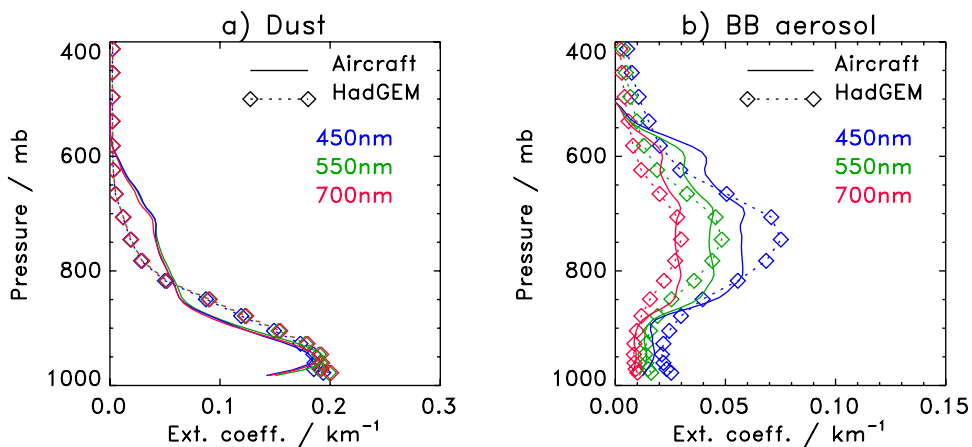 a) Dust
400
600
800
1000
Pressure / mb
Aircraft
HadGEM
450nm
550nm
700nm
0.0 0.1 0.2 0.3
Ext. coeff. / km⁻¹
b) BB aerosol
400
600
800
1000
Pressure / mb
Aircraft
HadGEM
450nm
550nm
700nm
0.00 0.05 0.10 0.15
Ext. coeff. / km⁻¹